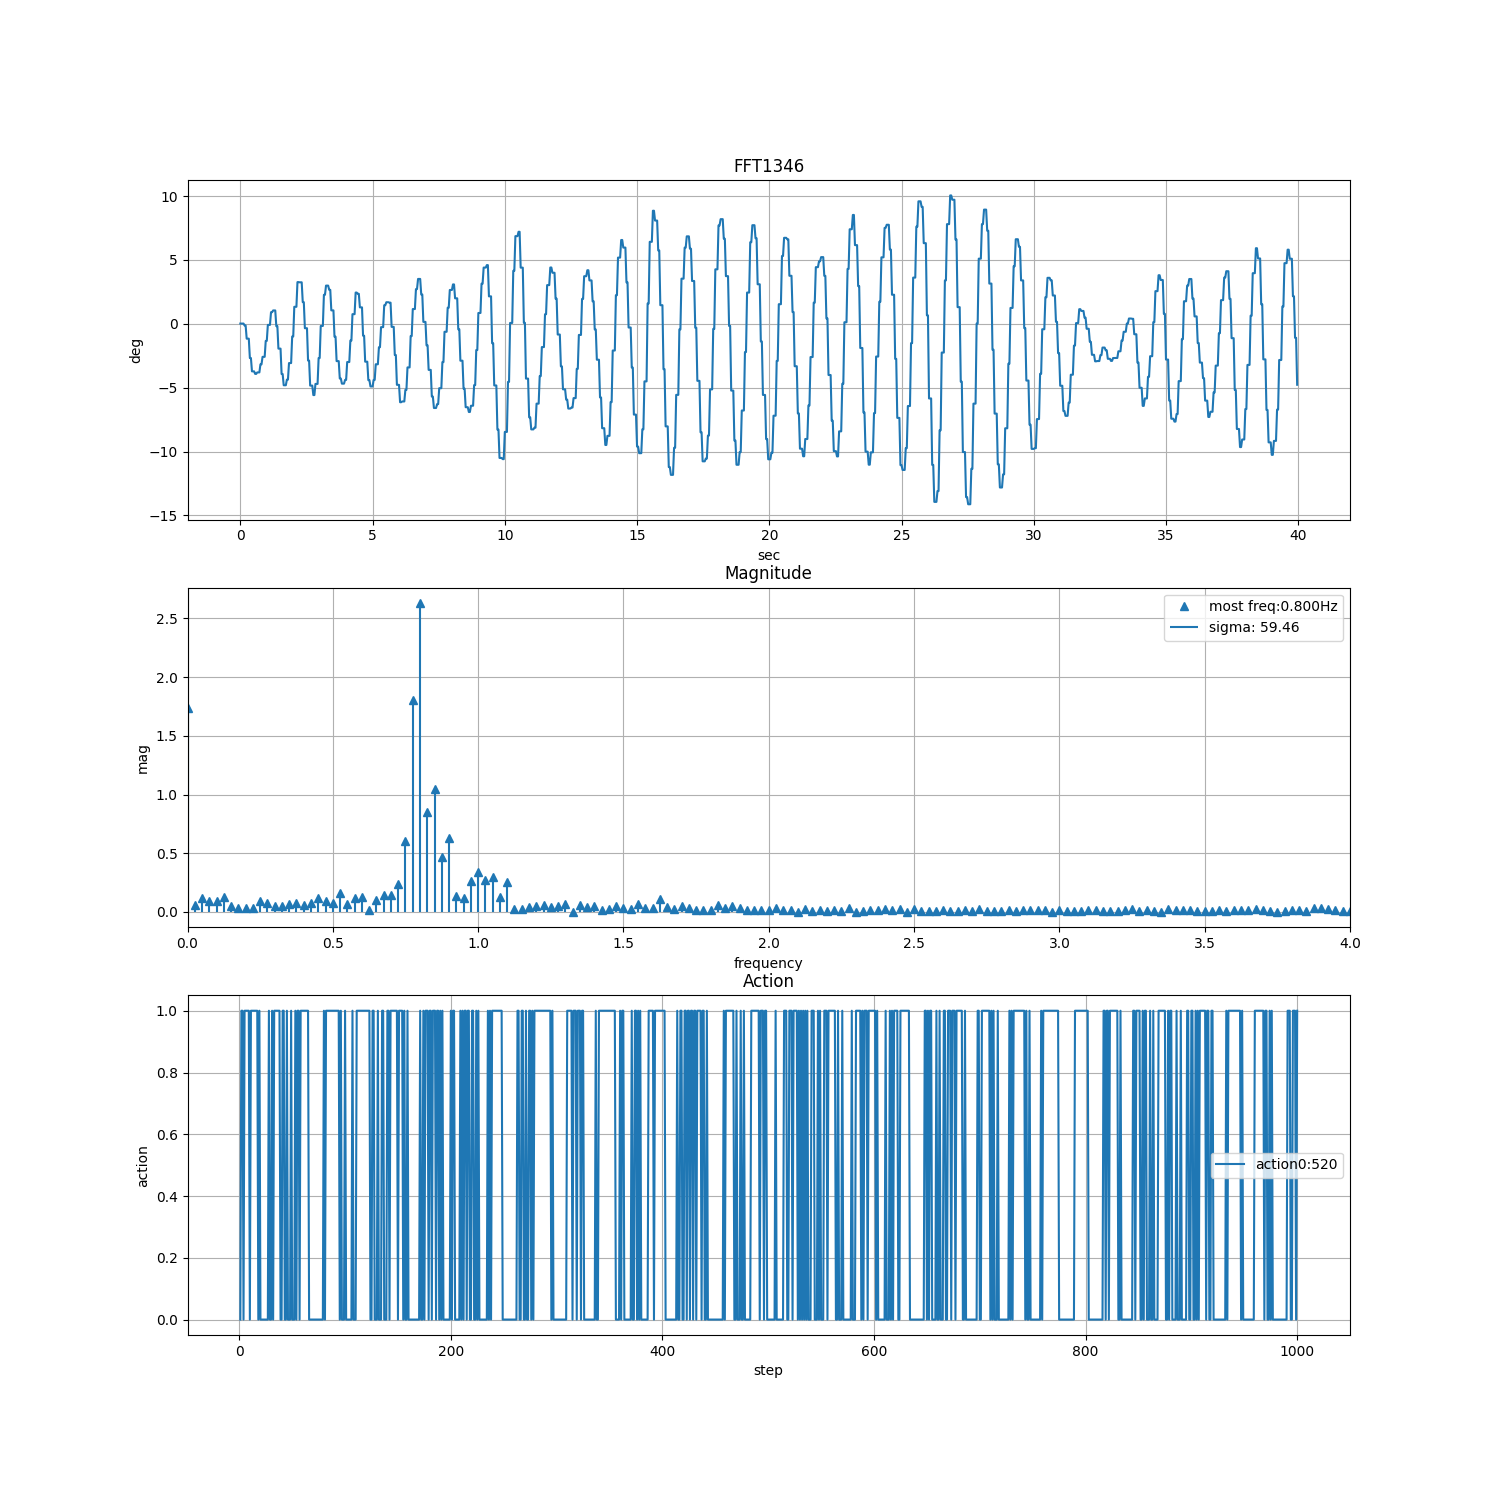 FFT1346
10
5
0
−5
−10
−15
deg
0 5 10 15 20 25 30 35 40
sec
Magnitude
most freq:0.800Hz
sigma: 59.46
2.5
2.0
1.5
1.0
0.5
0.0
mag
0.0 0.5 1.0 1.5 2.0 2.5 3.0 3.5 4.0
frequency
Action
1.0
0.8
0.6
0.4
0.2
0.0
action
action0:520
0 200 400 600 800 1000
step